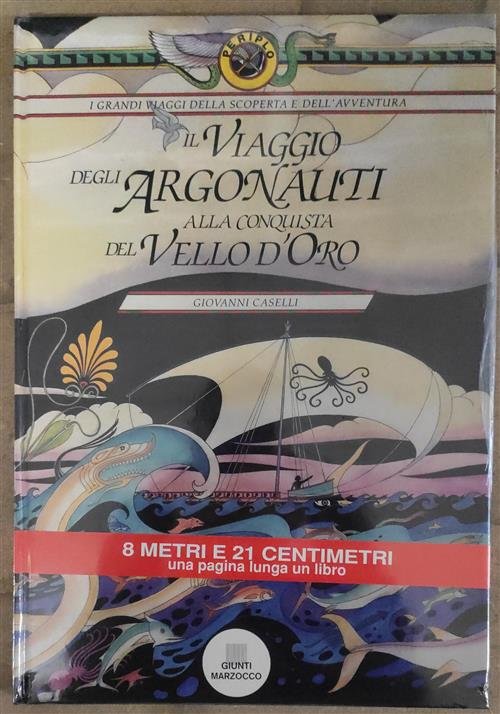 PERIPLO
I GRANDI VIAGGI DELLA SCOPERTA E DELL'AVVENTURA
IL VIAGGIO
DEGLI ARGONAUTI
ALLA CONQUISTA
DEL VELLO D'ORO
GIOVANNI CASELLI
8 METRI E 21 CENTIMETRI
una pagina lunga un libro
GIUNTI
MARZOCCO